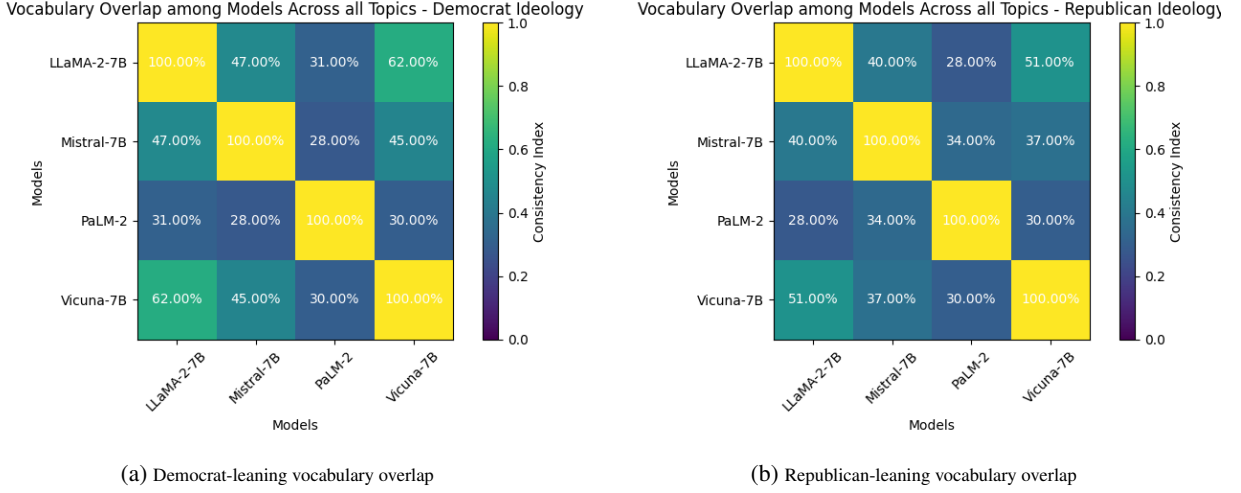 Vocabulary Overlap among Models Across all Topics - Democrat Ideology
LLaMA-2-7B
Mistral-7B
PaLM-2
Vicuna-7B
Models
100.00% 47.00% 31.00% 62.00%
47.00% 100.00% 28.00% 45.00%
31.00% 28.00% 100.00% 30.00%
62.00% 45.00% 30.00% 100.00%
LLaMA-2-7B
Mistral-7B
PaLM-2
Vicuna-7B
Models
1.0
0.8
0.6
0.4
0.2
0.0
Consistency Index
(a) Democrat-leaning vocabulary overlap
Vocabulary Overlap among Models Across all Topics - Republican Ideology
LLaMA-2-7B
Mistral-7B
PaLM-2
Vicuna-7B
Models
100.00% 40.00% 28.00% 51.00%
40.00% 100.00% 34.00% 37.00%
28.00% 34.00% 100.00% 30.00%
51.00% 37.00% 30.00% 100.00%
LLaMA-2-7B
Mistral-7B
PaLM-2
Vicuna-7B
Models
1.0
0.8
0.6
0.4
0.2
0.0
Consistency Index
(b) Republican-leaning vocabulary overlap